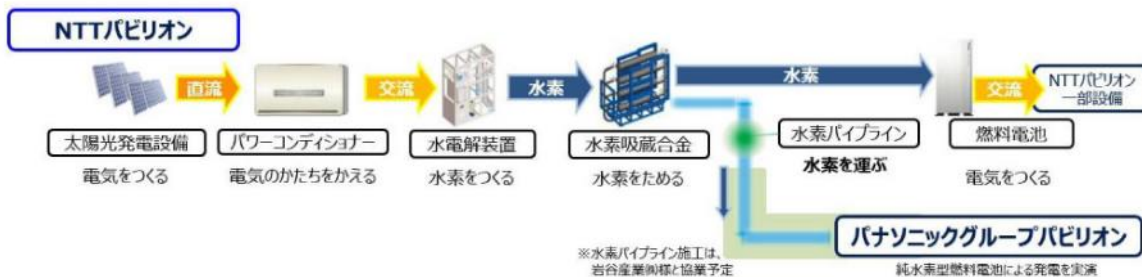 NTTパビリオン
直流
交流
水素
水素
交流
NTTパビリオン
一部設備
太陽光発電設備
パワーコンディショナー
水電解装置
水素吸蔵合金
水素パイプライン
燃料電池
電気をつくる
電気のかたちをかえる
水素をつくる
水素をためる
水素を運ぶ
電気をつくる
パナソニックグループパビリオン
※水素パイプライン施工は、
岩谷産業㈱様と協業予定
純水素型燃料電池による発電を実演